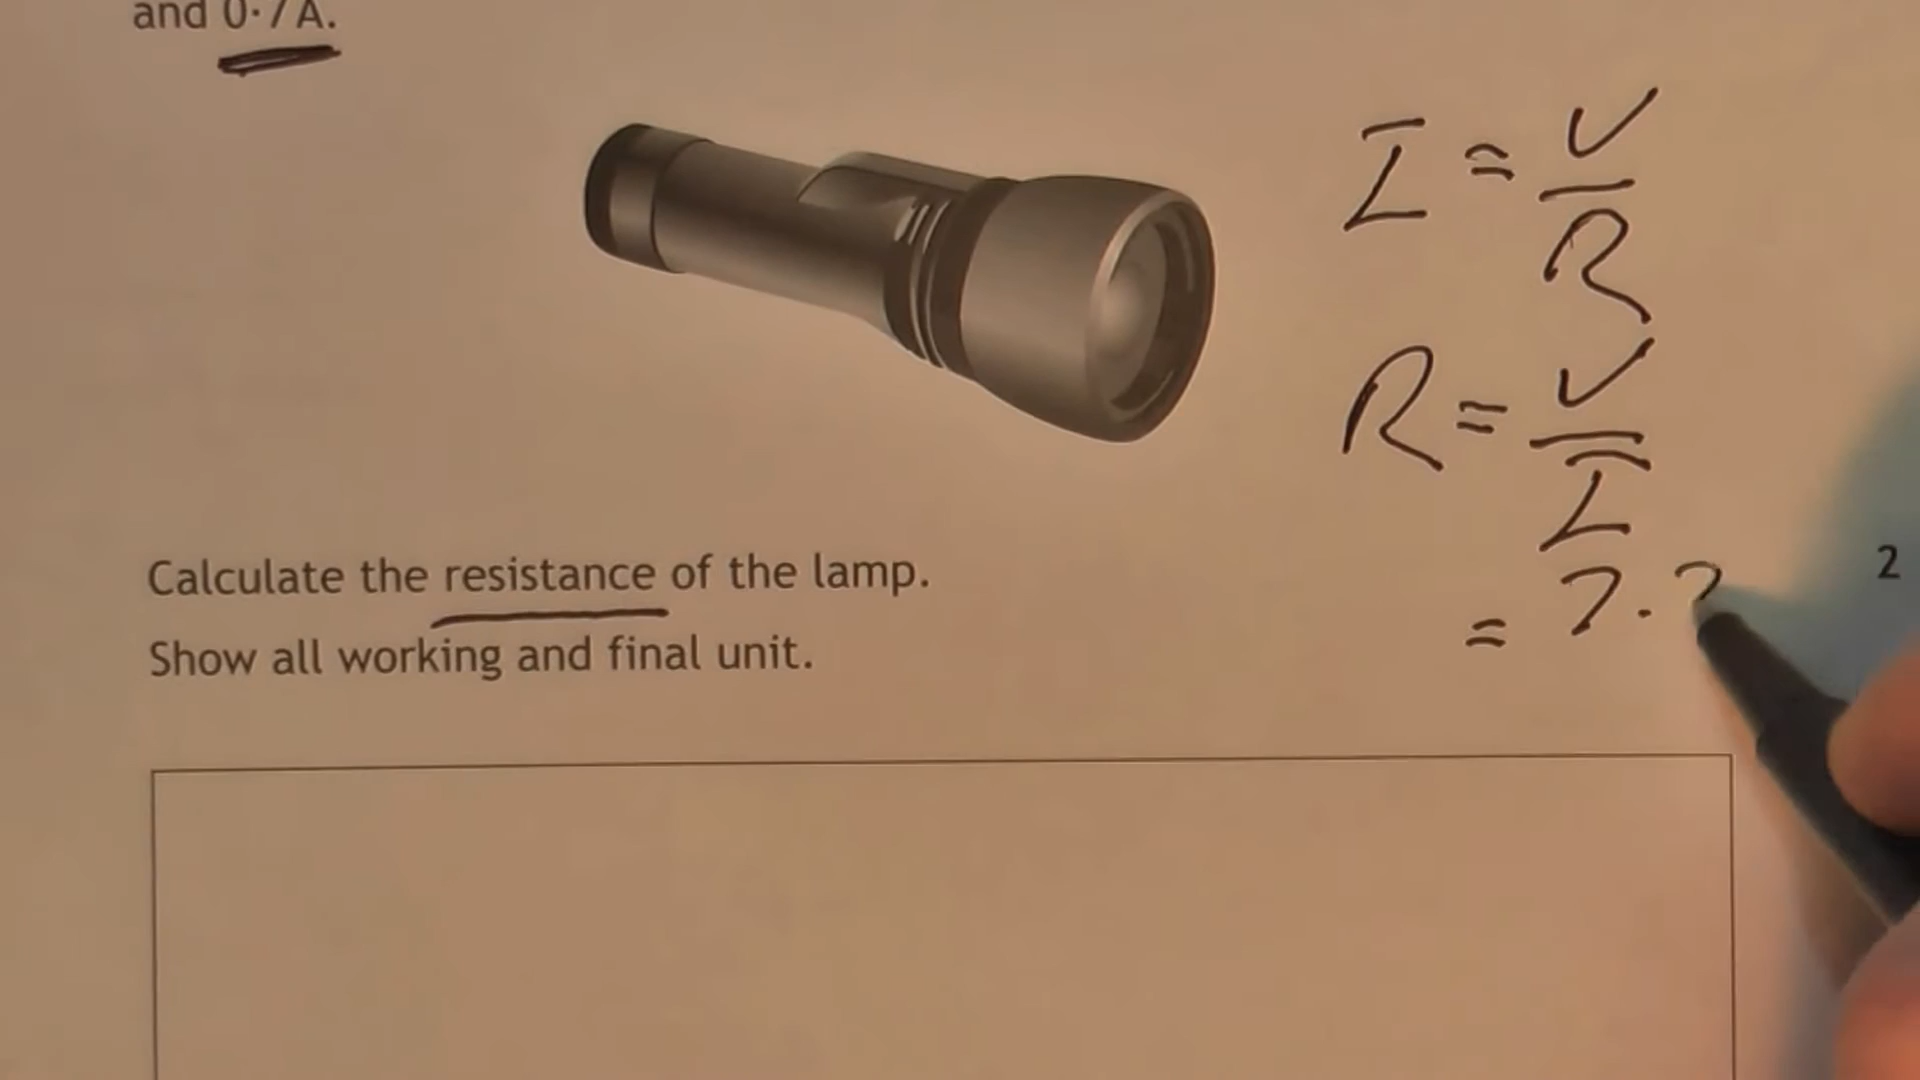 and 0·7A.
I = V
R
R = V
I
Calculate the resistance of the lamp.
2
= 7.
Show all working and final unit.